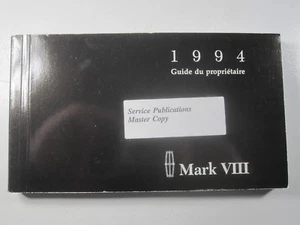 1994
Guide du propriétaire
Service Publications
Master Copy
Mark VIII